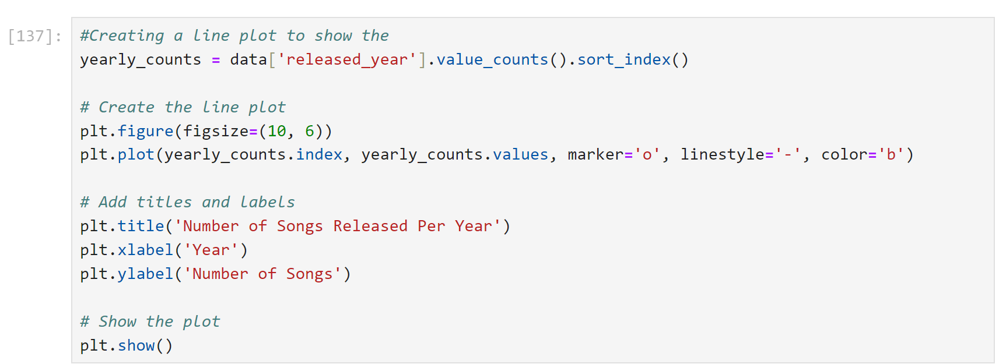 [137]:
#Creating a line plot to show the
yearly_counts = data['released_year'].value_counts().sort_index()
# Create the line plot
plt.figure(figsize=(10, 6))
plt.plot(yearly_counts.index, yearly_counts.values, marker='o', linestyle='-', color='b')
# Add titles and labels
plt.title('Number of Songs Released Per Year')
plt.xlabel('Year')
plt.ylabel('Number of Songs')
# Show the plot
plt.show()